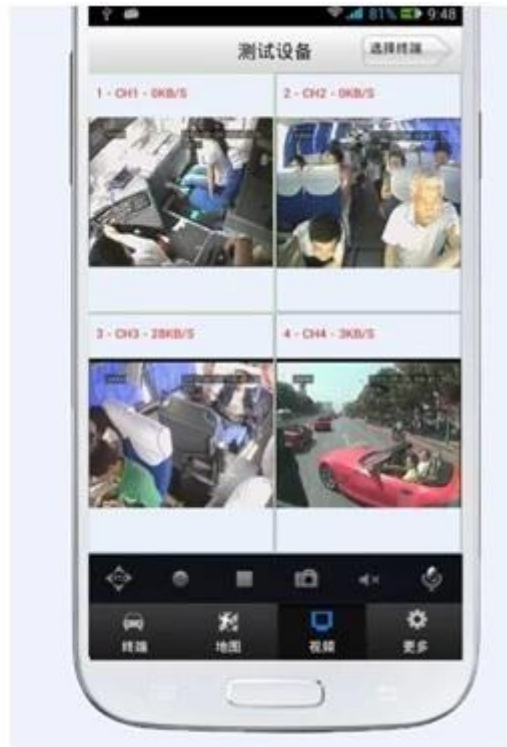 81% 9:48
测试设备
选择终端
1 - CH1 - 0KB/S
2 - CH2 - 0KB/S
3 - CH3 - 28KB/S
4 - CH4 - 3KB/S
终端
地图
视频
更多